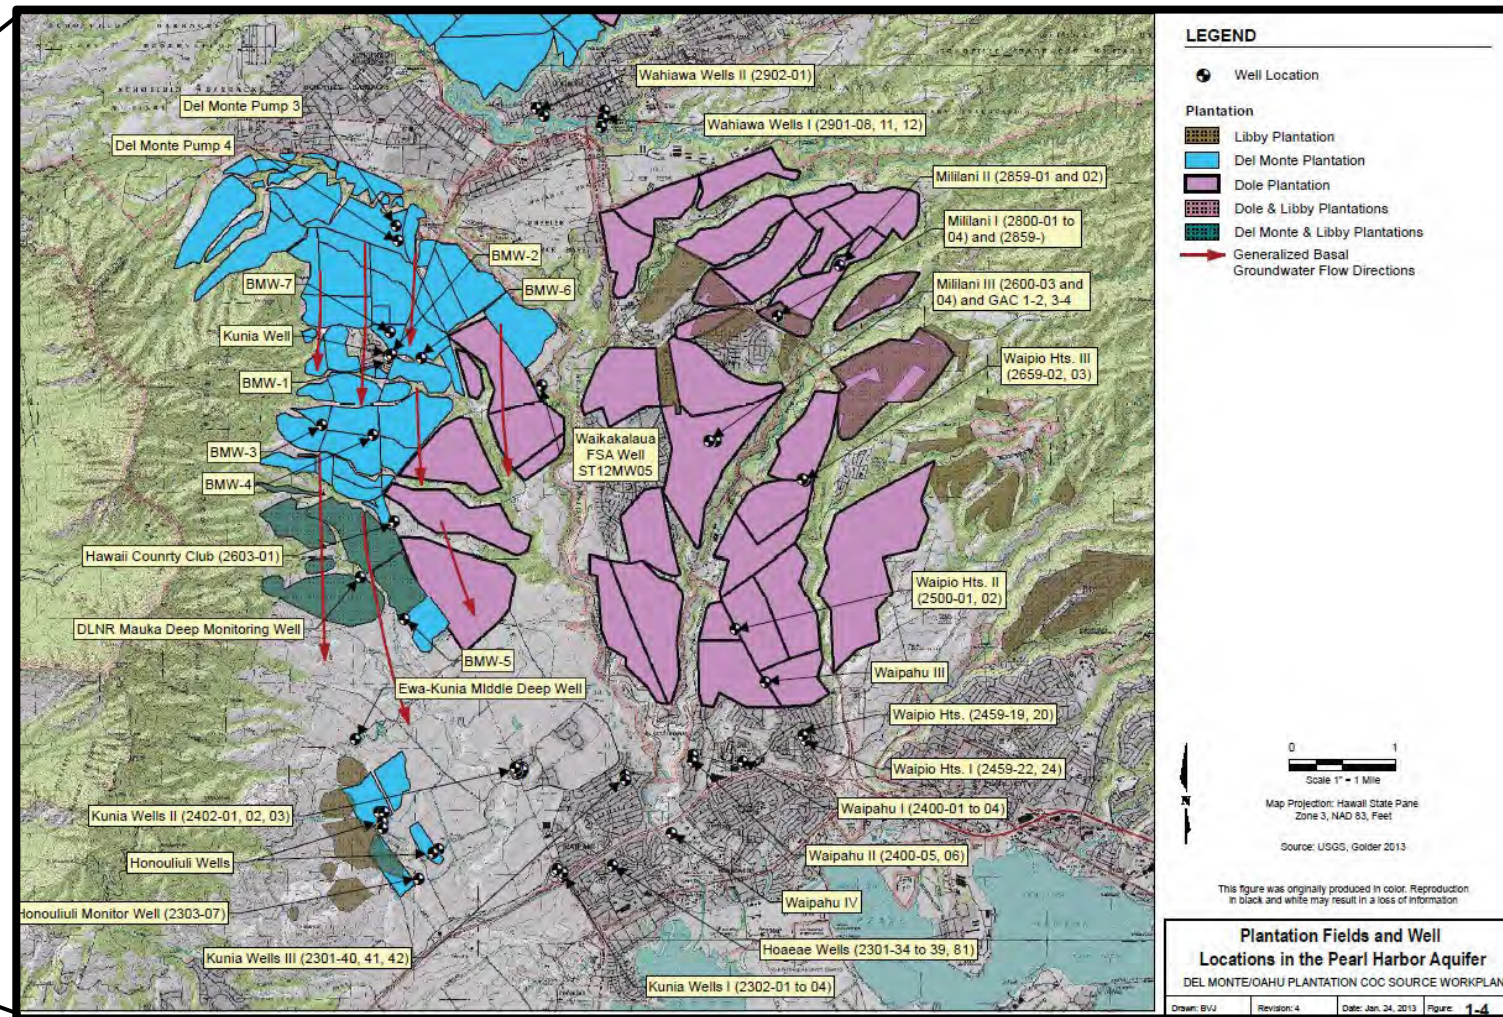 Wahiawa Wells II (2902-01)
Del Monte Pump 3
Wahiawa Wells I (2901-08, 11, 12)
Del Monte Pump 4
Mililani II (2859-01 and 02)
Mililani I (2800-01 to
04) and (2859-)
BMW-2
BMW-7
BMW-6
Mililani III (2600-03 and
04) and GAC 1-2, 3-4
Kunia Well
Waipio Hts. III
(2659-02, 03)
BMW-1
Waikakalaua
FSA Well
ST12MW05
BMW-3
BMW-4
Hawaii Counrty Club (2603-01)
Waipio Hts. II
(2500-01, 02)
DLNR Mauka Deep Monitoring Well
BMW-5
Waipahu III
Ewa-Kunia Middle Deep Well
Waipio Hts. (2459-19, 20)
Waipio Hts. I (2459-22, 24)
Kunia Wells II (2402-01, 02, 03)
Waipahu I (2400-01 to 04)
Honouliuli Wells
Waipahu II (2400-05, 06)
Waipahu IV
Honouliuli Monitor Well (2303-07)
Hoaeae Wells (2301-34 to 39, 81)
Kunia Wells III (2301-40, 41, 42)
Kunia Wells I (2302-01 to 04)
LEGEND
Well Location
Plantation
Libby Plantation
Del Monte Plantation
Dole Plantation
Dole & Libby Plantations
Del Monte & Libby Plantations
Generalized Basal
Groundwater Flow Directions
0 1
Scale 1" = 1 Mile
N
Map Projection: Hawaii State Pane
Zone 3, NAD 83, Feet
Source: USGS, Golder 2013
This figure was originally produced in color. Reproduction
in black and white may result in a loss of information
Plantation Fields and Well
Locations in the Pearl Harbor Aquifer
DEL MONTE/OAHU PLANTATION COC SOURCE WORKPLAN
Drawn: BVJ Revision: 4 Date: Jan. 24, 2013 Figure: 1-4